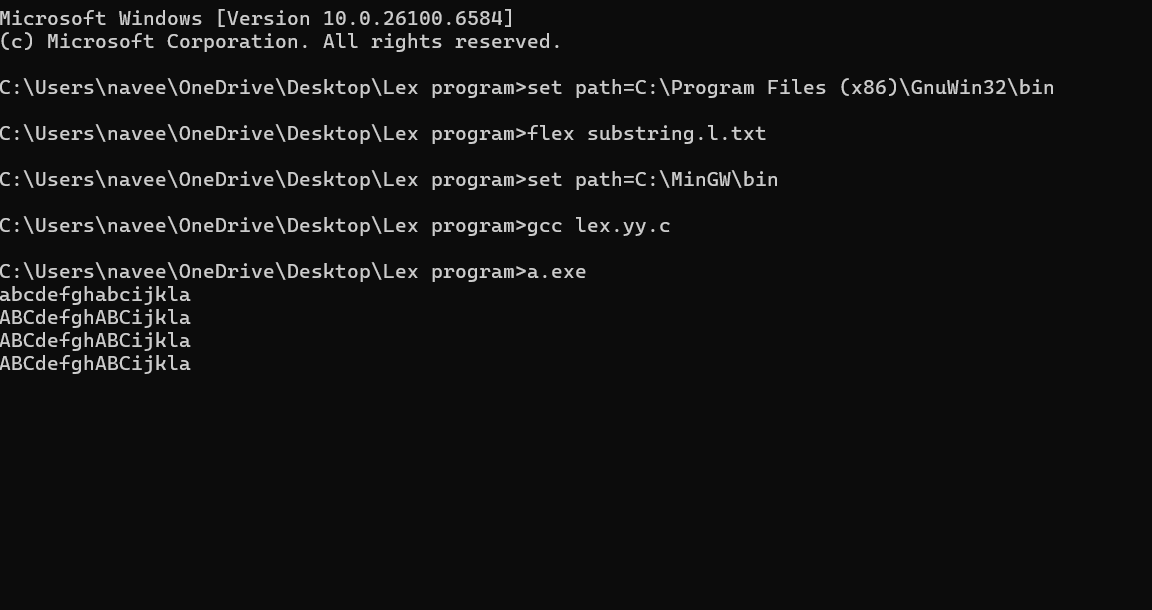 Microsoft Windows [Version 10.0.26100.6584]
(c) Microsoft Corporation. All rights reserved.
C:\Users\navee\OneDrive\Desktop\Lex program>set path=C:\Program Files (x86)\GnuWin32\bin
C:\Users\navee\OneDrive\Desktop\Lex program>flex substring.l.txt
C:\Users\navee\OneDrive\Desktop\Lex program>set path=C:\MinGW\bin
C:\Users\navee\OneDrive\Desktop\Lex program>gcc lex.yy.c
C:\Users\navee\OneDrive\Desktop\Lex program>a.exe
abcdefghabcijkla
ABCdefghABCijkla
ABCdefghABCijkla
ABCdefghABCijkla